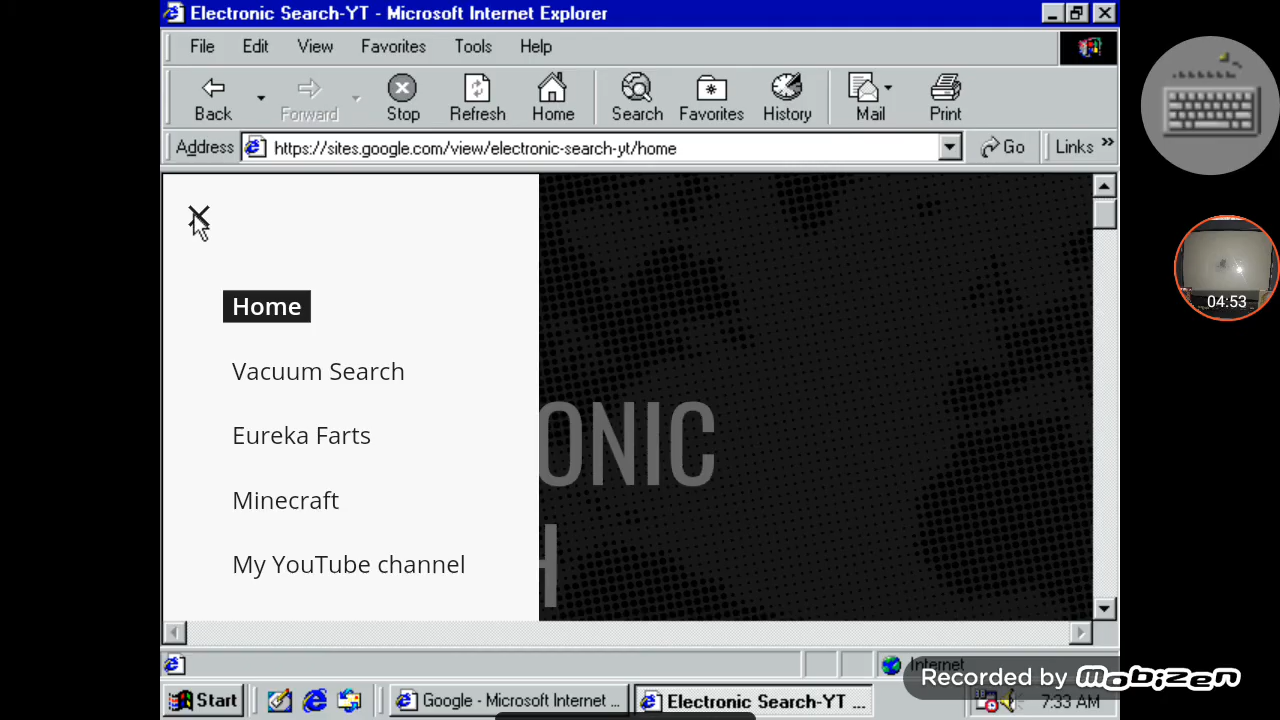 Electronic Search-YT - Microsoft Internet Explorer
File Edit View Favorites Tools Help
Back Forward Stop Refresh Home Search Favorites History Mail Print
Address https://sites.google.com/view/electronic-search-yt/home Go Links »
04:53
Home
Vacuum Search
Eureka Farts
Minecraft
My YouTube channel
ONIC
H
Internet
Recorded by mobizen
Start Google - Microsoft Internet ... Electronic Search-YT ... 7:33 AM